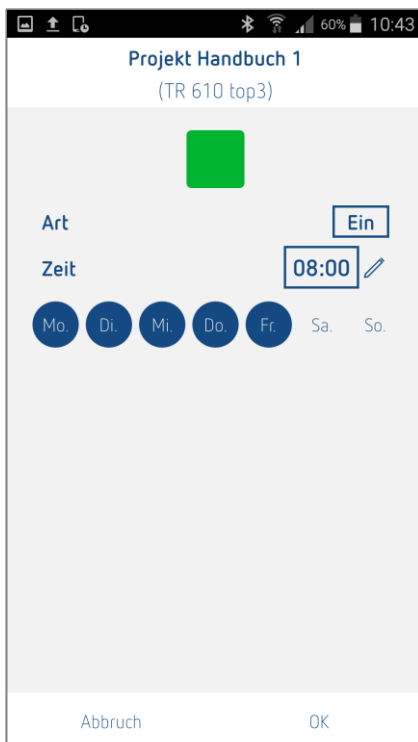 60% 10:43
Projekt Handbuch 1
(TR 610 top3)
Art Ein
Zeit 08:00
Mo. Di. Mi. Do. Fr. Sa. So.
Abbruch OK